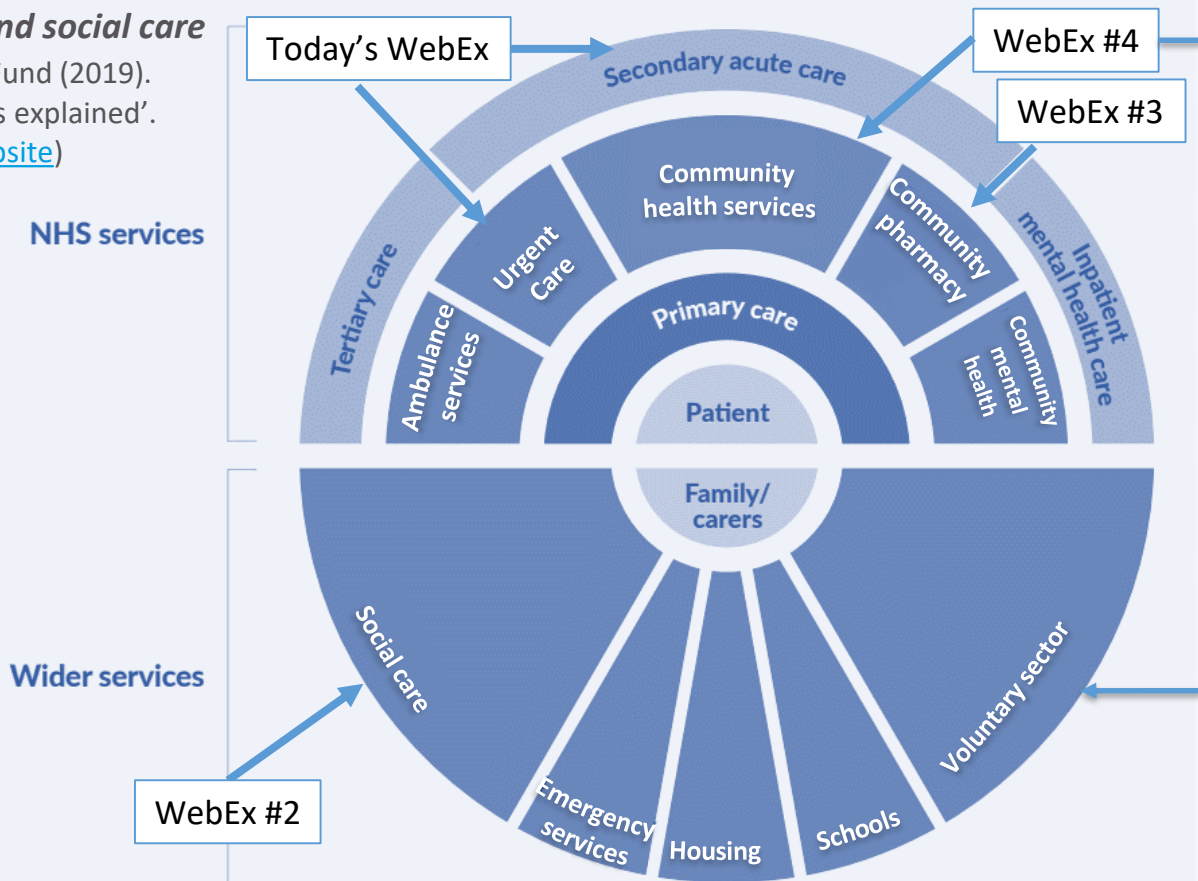 nd social care
Fund (2019).
s explained’.
bsite)
NHS services
Wider services
Today’s WebEx
WebEx #4
WebEx #3
WebEx #2
Secondary acute care
Tertiary care
Inpatient
mental health care
Community
health services
Urgent
Care
Community
pharmacy
Ambulance
services
Community
mental
health
Primary care
Patient
Family/
carers
Social care
Emergency
services
Housing
Schools
Voluntary sector